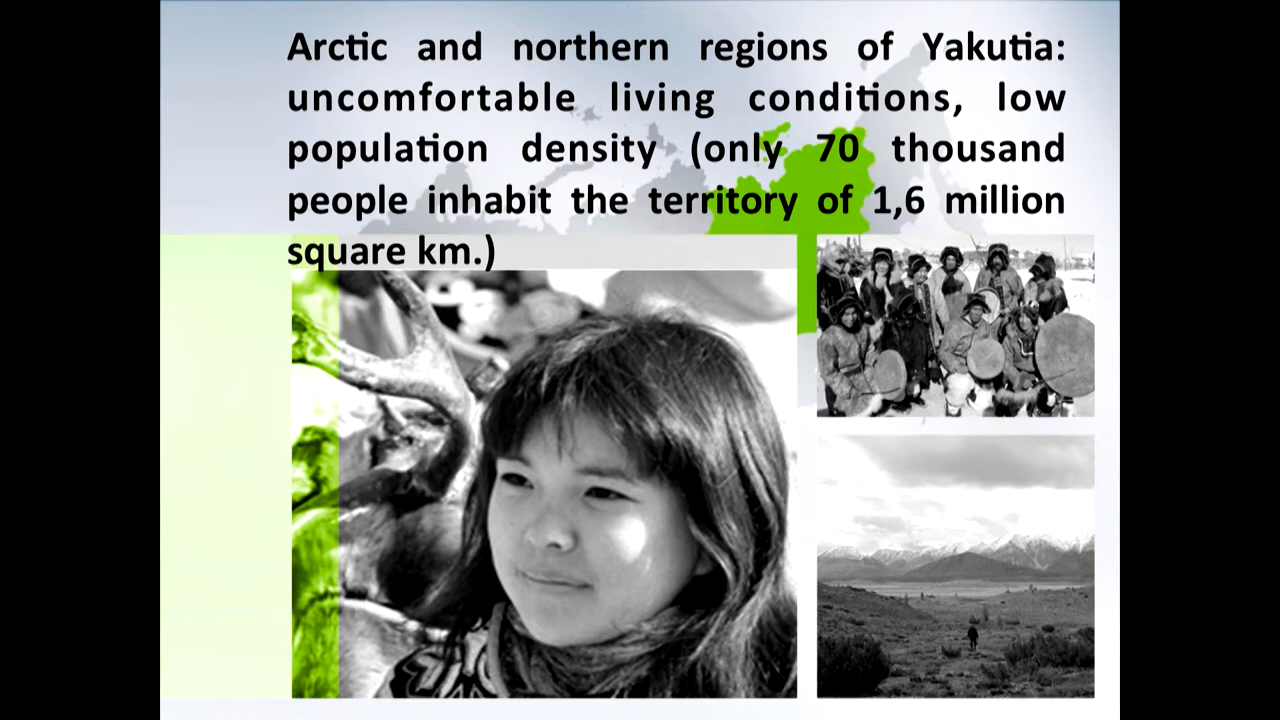 Arctic and northern regions of Yakutia:
uncomfortable living conditions, low
population density (only 70 thousand
people inhabit the territory of 1,6 million
square km.)